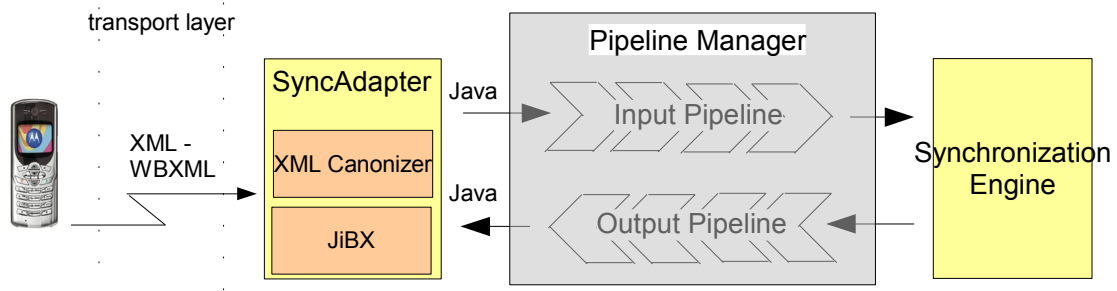 transport layer
XML -
WBXML
SyncAdapter
XML Canonizer
JiBX
Java
Java
Pipeline Manager
Input Pipeline
Output Pipeline
Synchronization
Engine